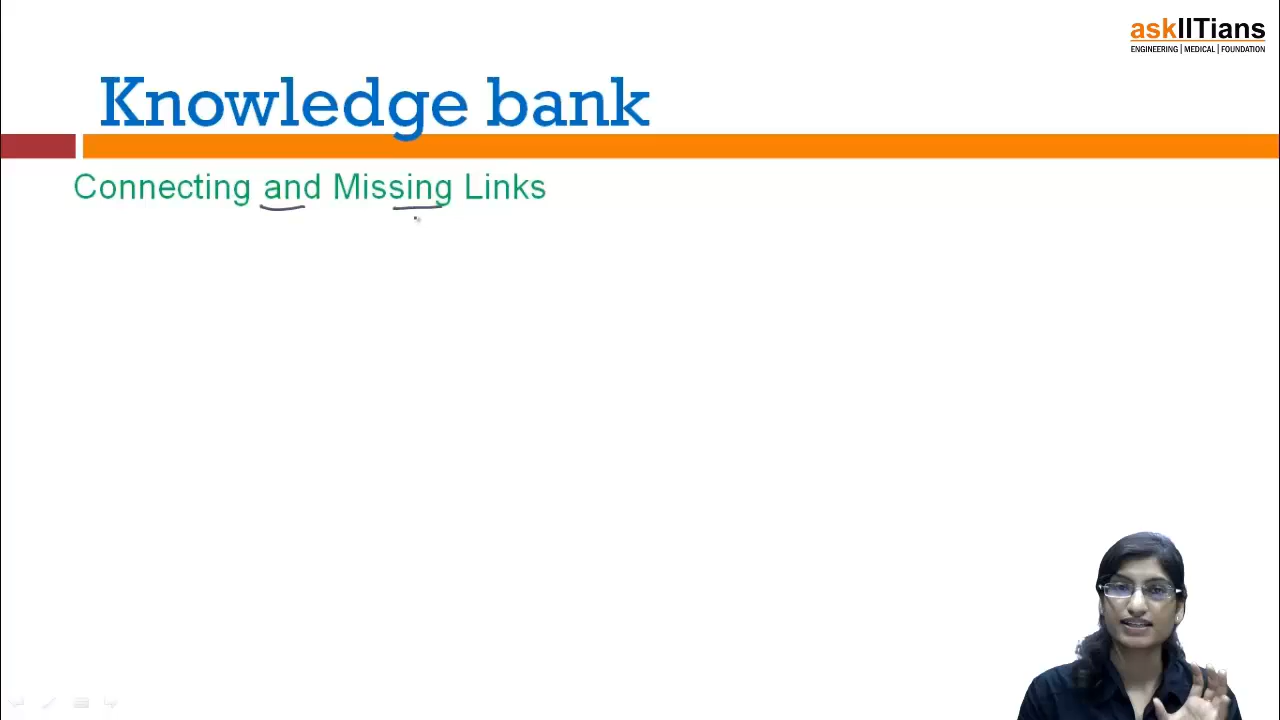 askIITians
ENGINEERING | MEDICAL | FOUNDATION
Knowledge bank
Connecting and Missing Links